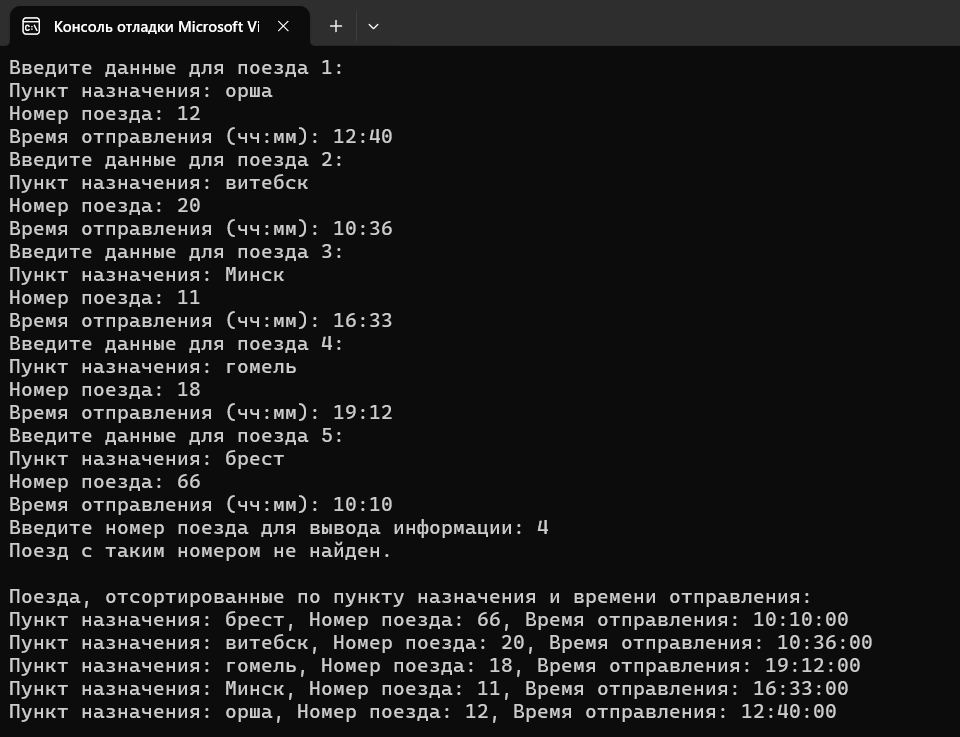 Консоль отладки Microsoft Vi
Введите данные для поезда 1:
Пункт назначения: орша
Номер поезда: 12
Время отправления (чч:мм): 12:40
Введите данные для поезда 2:
Пункт назначения: витебск
Номер поезда: 20
Время отправления (чч:мм): 10:36
Введите данные для поезда 3:
Пункт назначения: Минск
Номер поезда: 11
Время отправления (чч:мм): 16:33
Введите данные для поезда 4:
Пункт назначения: гомель
Номер поезда: 18
Время отправления (чч:мм): 19:12
Введите данные для поезда 5:
Пункт назначения: брест
Номер поезда: 66
Время отправления (чч:мм): 10:10
Введите номер поезда для вывода информации: 4
Поезд с таким номером не найден.

Поезда, отсортированные по пункту назначения и времени отправления:
Пункт назначения: брест, Номер поезда: 66, Время отправления: 10:10:00
Пункт назначения: витебск, Номер поезда: 20, Время отправления: 10:36:00
Пункт назначения: гомель, Номер поезда: 18, Время отправления: 19:12:00
Пункт назначения: Минск, Номер поезда: 11, Время отправления: 16:33:00
Пункт назначения: орша, Номер поезда: 12, Время отправления: 12:40:00